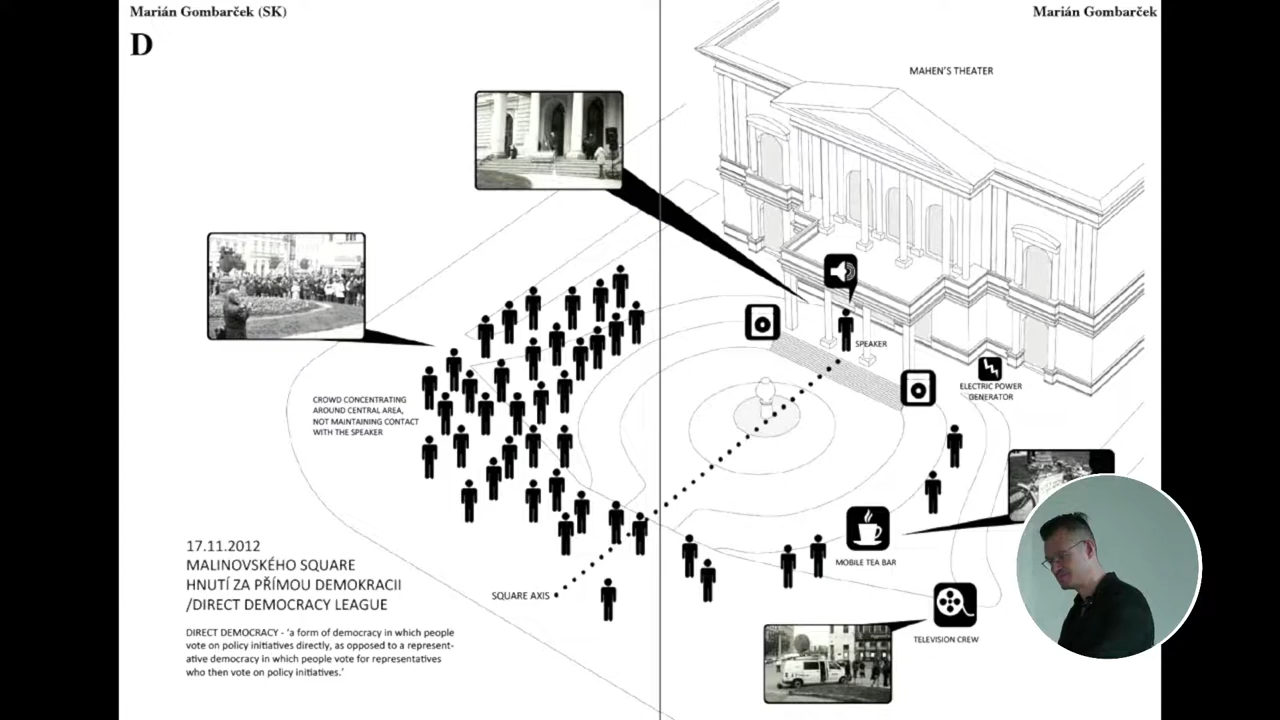 Marián Gombarček (SK)
Marián Gombarček
D
MAHEN'S THEATER
SPEAKER
ELECTRIC POWER
GENERATOR
CROWD CONCENTRATING
AROUND CENTRAL AREA,
NOT MAINTAINING CONTACT
WITH THE SPEAKER
MOBILE TEA BAR
SQUARE AXIS
TELEVISION CREW
17.11.2012
MALINOVSKÉHO SQUARE
HNUTÍ ZA PŘÍMOU DEMOKRACII
/DIRECT DEMOCRACY LEAGUE
DIRECT DEMOCRACY - 'a form of democracy in which people
vote on policy initiatives directly, as opposed to a represent-
ative democracy in which people vote for representatives
who then vote on policy initiatives.'